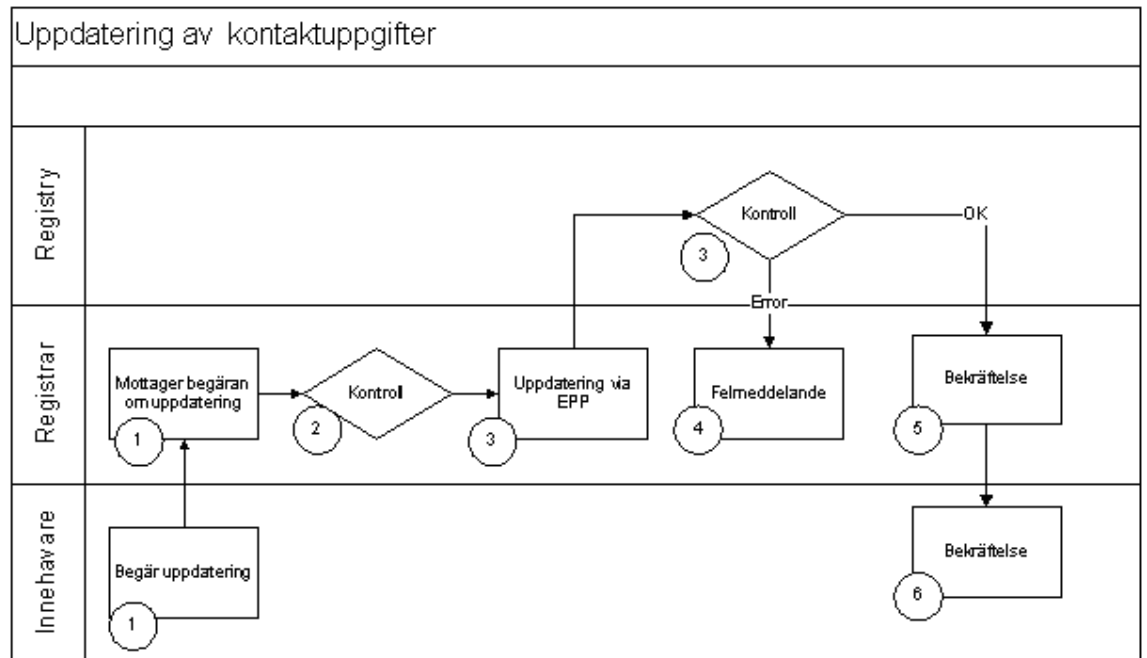 Uppdatering av kontaktuppgifter
Registry
Kontroll
3
OK
Error
Registrar
Mottager begäran
om uppdatering
1
Kontroll
2
Uppdatering via
EPP
3
Felmeddelande
4
Bekräftelse
5
Innehavare
Begär uppdatering
1
Bekräftelse
6